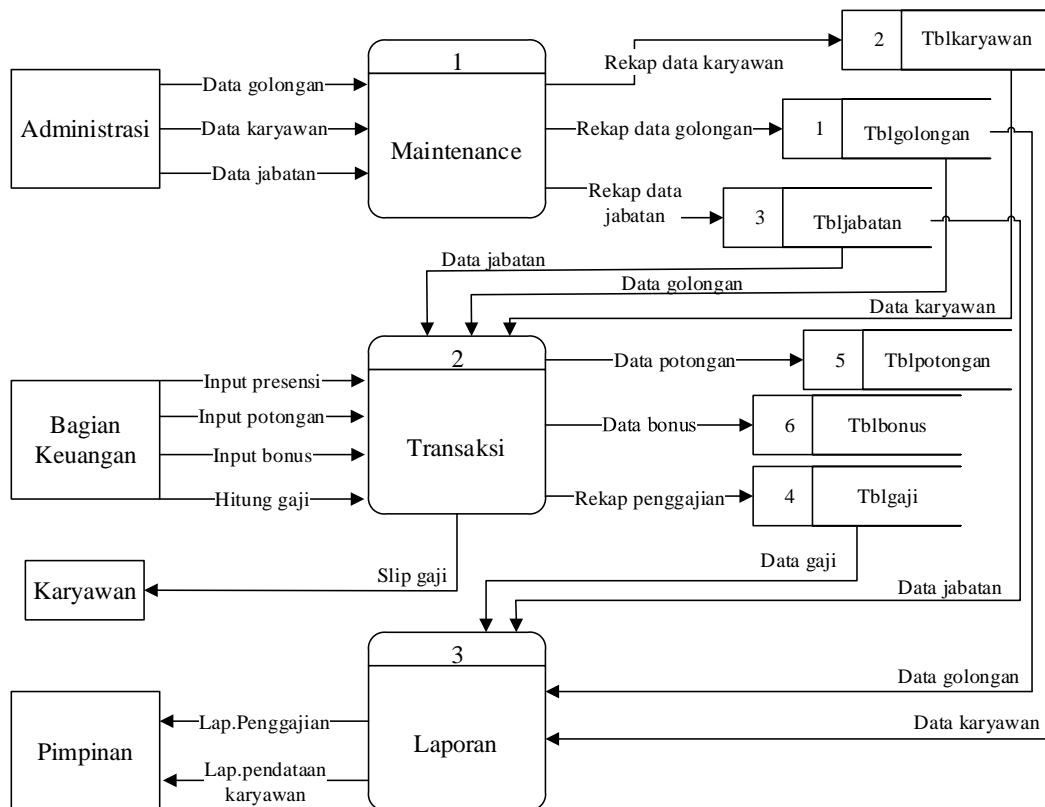 1
2
Tblkaryawan
Rekap data karyawan
Administrasi
Data golongan
Data karyawan
Data jabatan
Maintenance
Rekap data golongan
1
Tblgolongan
Rekap data
jabatan
3
Tbljabatan
Data jabatan
Data golongan
Data karyawan
2
Data potongan
5
Tblpotongan
Bagian
Keuangan
Input presensi
Input potongan
Input bonus
Hitung gaji
Transaksi
Data bonus
6
Tblbonus
Rekap penggajian
4
Tblgaji
Data gaji
Karyawan
Slip gaji
Data jabatan
3
Data golongan
Pimpinan
Lap.Penggajian
Lap.pendataan
karyawan
Laporan
Data karyawan